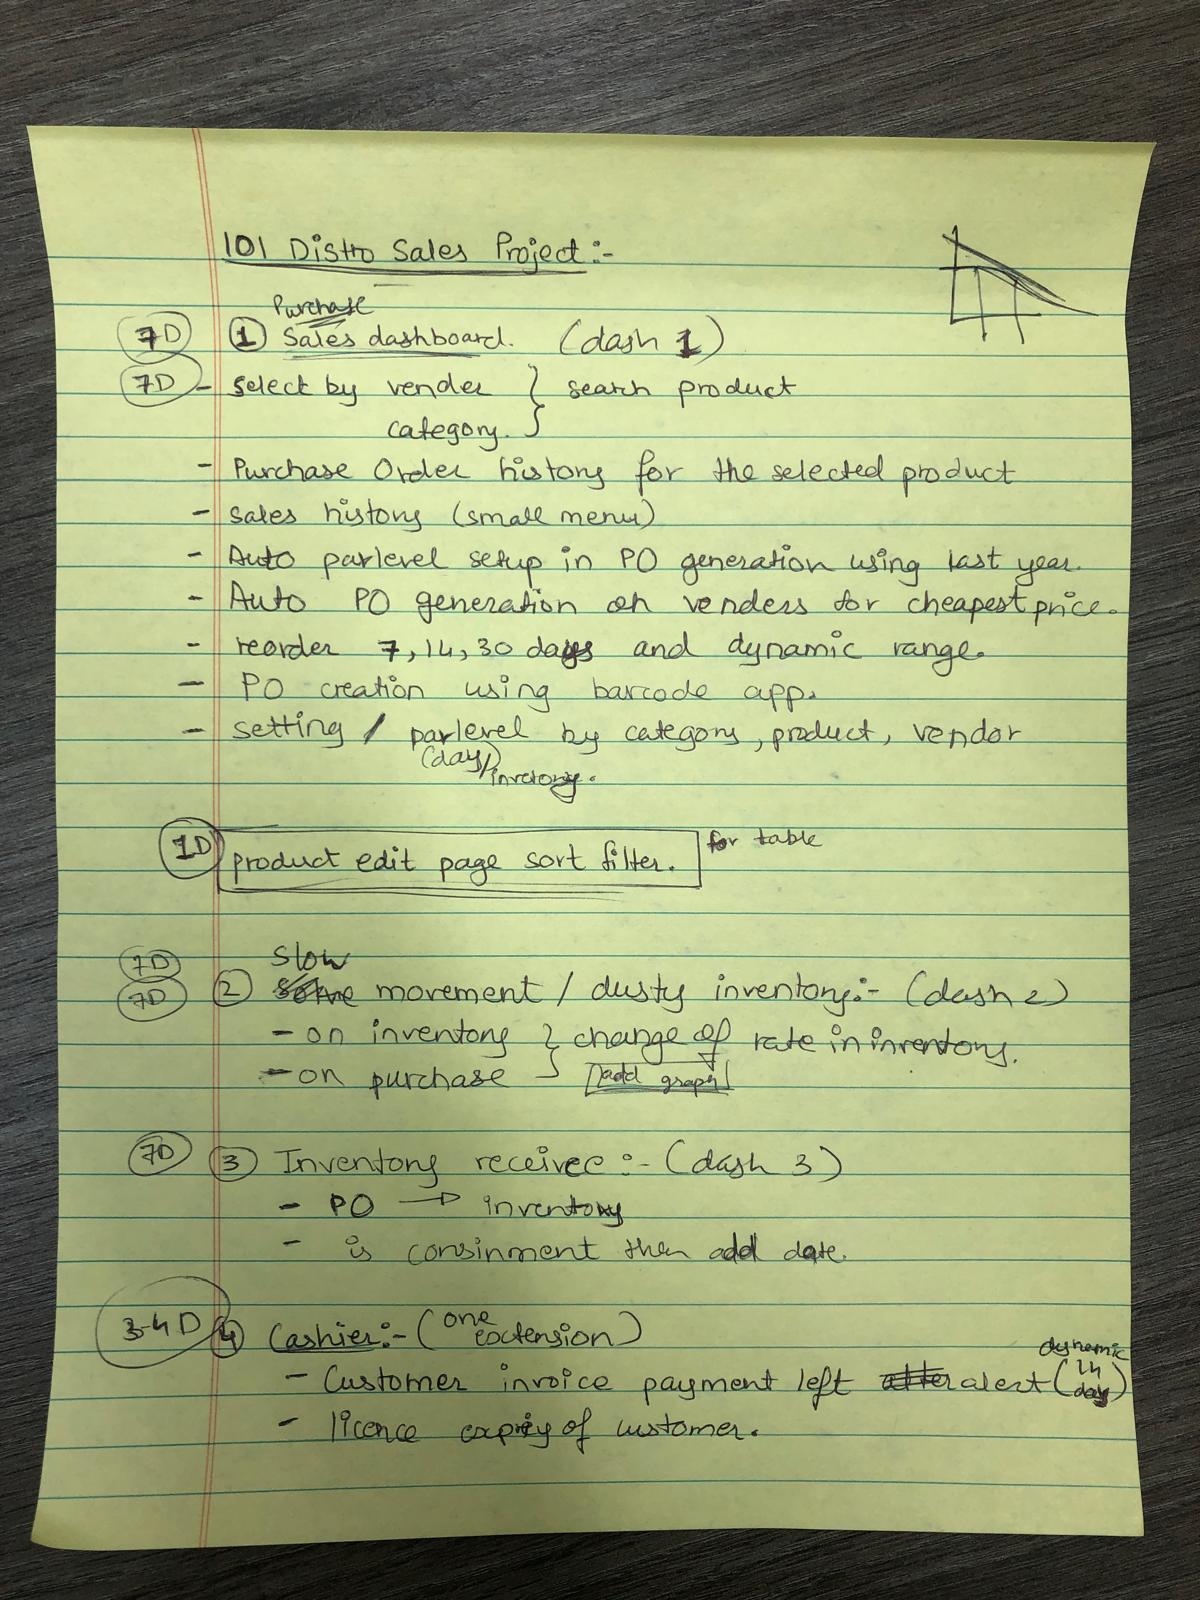 101 Distro Sales Project :-
Purchase
7D ① Sales dashboard. (dash 1)
7D - select by vender } search product
category. }
- Purchase Order history for the selected product
- sales history (small menu)
- Auto parlevel setup in PO generation using last year.
- Auto PO generation on venders for cheapest price.
- reorder 7, 14, 30 days and dynamic range.
- PO creation using barcode app.
- setting / parlevel by category, product, vendor
(day)/invetory.
1D product edit page sort filter. for table
7D slow
7D ② movement / dusty inventory:- (dash 2)
- on inventory } change of rate in inventory.
- on purchase } [add graph]
7D ③ Inventory receivee :- (dash 3)
- PO → inventory
- is consinment then add date.
3-4D ④ Cashier:- (one extension)
- Customer invoice payment left alert (dynamic in day)
- licence expiry of customer.